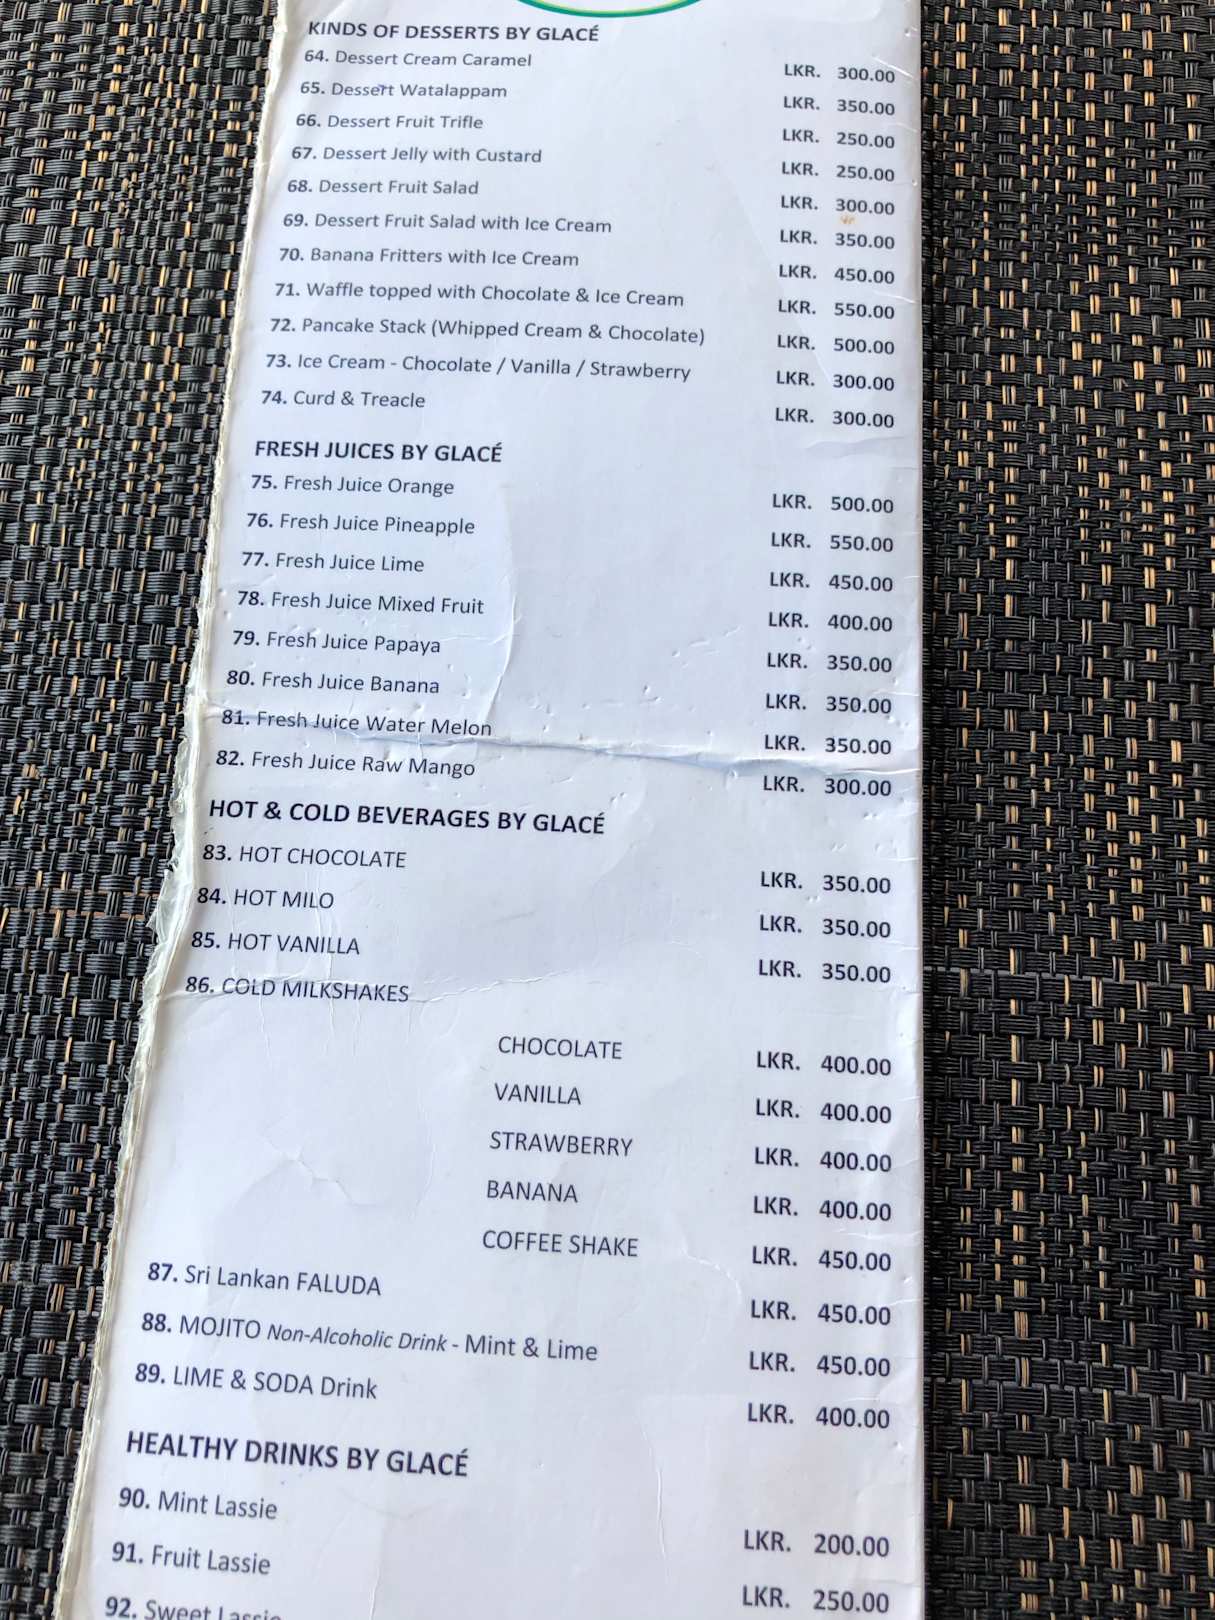 KINDS OF DESSERTS BY GLACÉ
64. Dessert Cream Caramel LKR. 300.00
65. Dessert Watalappam LKR. 350.00
66. Dessert Fruit Trifle LKR. 250.00
67. Dessert Jelly with Custard LKR. 250.00
68. Dessert Fruit Salad LKR. 300.00
69. Dessert Fruit Salad with Ice Cream LKR. 350.00
70. Banana Fritters with Ice Cream LKR. 450.00
71. Waffle topped with Chocolate & Ice Cream LKR. 550.00
72. Pancake Stack (Whipped Cream & Chocolate) LKR. 500.00
73. Ice Cream - Chocolate / Vanilla / Strawberry LKR. 300.00
74. Curd & Treacle LKR. 300.00
FRESH JUICES BY GLACÉ
75. Fresh Juice Orange LKR. 500.00
76. Fresh Juice Pineapple LKR. 550.00
77. Fresh Juice Lime LKR. 450.00
78. Fresh Juice Mixed Fruit LKR. 400.00
79. Fresh Juice Papaya LKR. 350.00
80. Fresh Juice Banana LKR. 350.00
81. Fresh Juice Water Melon LKR. 350.00
82. Fresh Juice Raw Mango LKR. 300.00
HOT & COLD BEVERAGES BY GLACÉ
83. HOT CHOCOLATE LKR. 350.00
84. HOT MILO LKR. 350.00
85. HOT VANILLA LKR. 350.00
86. COLD MILKSHAKES
CHOCOLATE LKR. 400.00
VANILLA LKR. 400.00
STRAWBERRY LKR. 400.00
BANANA LKR. 400.00
COFFEE SHAKE LKR. 450.00
87. Sri Lankan FALUDA LKR. 450.00
88. MOJITO Non-Alcoholic Drink - Mint & Lime LKR. 450.00
89. LIME & SODA Drink LKR. 400.00
HEALTHY DRINKS BY GLACÉ
90. Mint Lassie LKR. 200.00
91. Fruit Lassie LKR. 250.00
92. Sweet Lassie